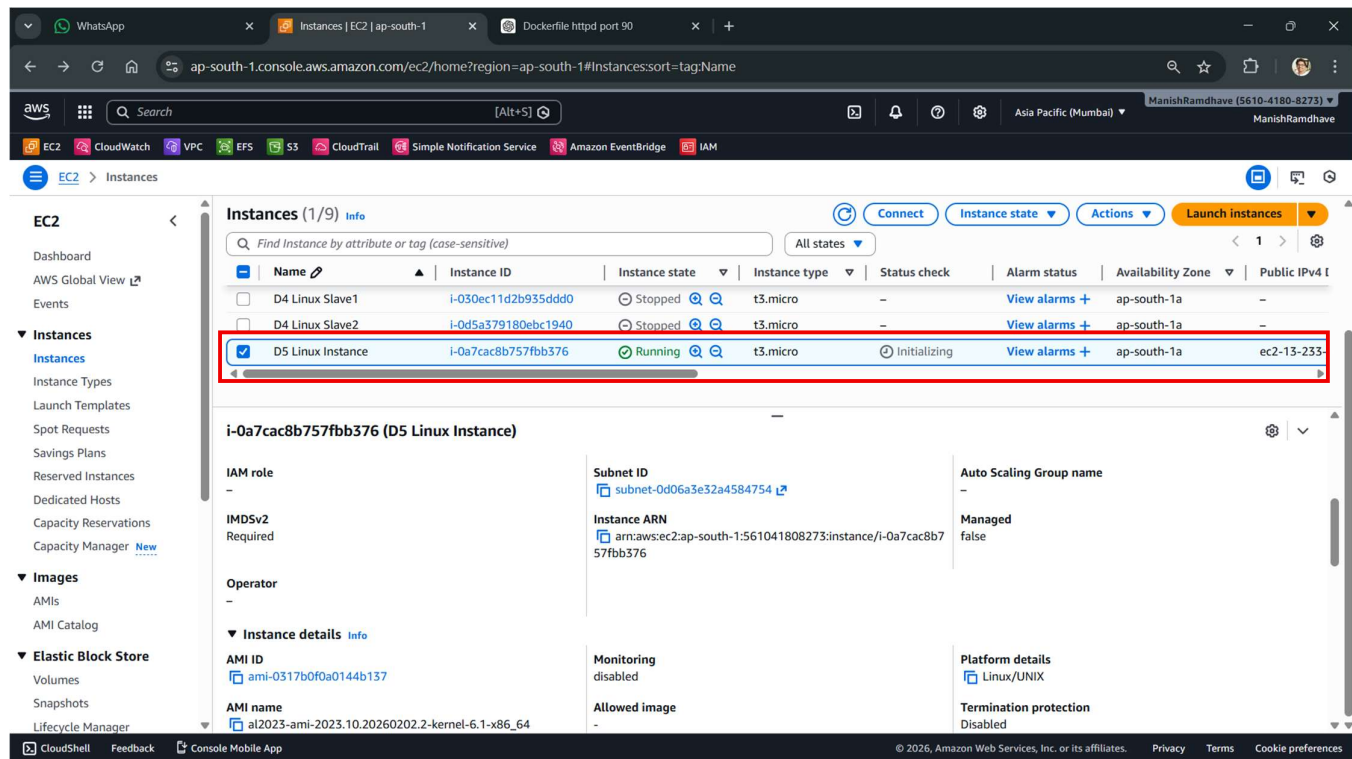 WhatsApp
Instances | EC2 | ap-south-1
Dockerfile httpd port 90
ap-south-1.console.aws.amazon.com/ec2/home?region=ap-south-1#Instances:sort=tag:Name
aws
Search [Alt+S]
Asia Pacific (Mumbai)
ManishRamdhave (5610-4180-8273)
ManishRamdhave
EC2 CloudWatch VPC EFS S3 CloudTrail Simple Notification Service Amazon EventBridge IAM
EC2 > Instances
EC2
Dashboard
AWS Global View
Events
Instances
Instances
Instance Types
Launch Templates
Spot Requests
Savings Plans
Reserved Instances
Dedicated Hosts
Capacity Reservations
Capacity Manager New
Images
AMIs
AMI Catalog
Elastic Block Store
Volumes
Snapshots
Lifecycle Manager
Instances (1/9) Info
Connect Instance state Actions Launch instances
Find Instance by attribute or tag (case-sensitive) All states < 1 >
Name Instance ID Instance state Instance type Status check Alarm status Availability Zone Public IPv4 D
D4 Linux Slave1 i-030ec11d2b935ddd0 Stopped t3.micro – View alarms + ap-south-1a –
D4 Linux Slave2 i-0d5a379180ebc1940 Stopped t3.micro – View alarms + ap-south-1a –
D5 Linux Instance i-0a7cac8b757fbb376 Running t3.micro Initializing View alarms + ap-south-1a ec2-13-233-
i-0a7cac8b757fbb376 (D5 Linux Instance)
IAM role Subnet ID Auto Scaling Group name
– subnet-0d06a3e32a4584754 –
IMDSv2 Instance ARN Managed
Required arn:aws:ec2:ap-south-1:561041808273:instance/i-0a7cac8b7 false
57fbb376
Operator
–
Instance details Info
AMI ID Monitoring Platform details
ami-0317b0f0a0144b137 disabled Linux/UNIX
AMI name Allowed image Termination protection
al2023-ami-2023.10.20260202.2-kernel-6.1-x86_64 - Disabled
CloudShell Feedback Console Mobile App © 2026, Amazon Web Services, Inc. or its affiliates. Privacy Terms Cookie preferences